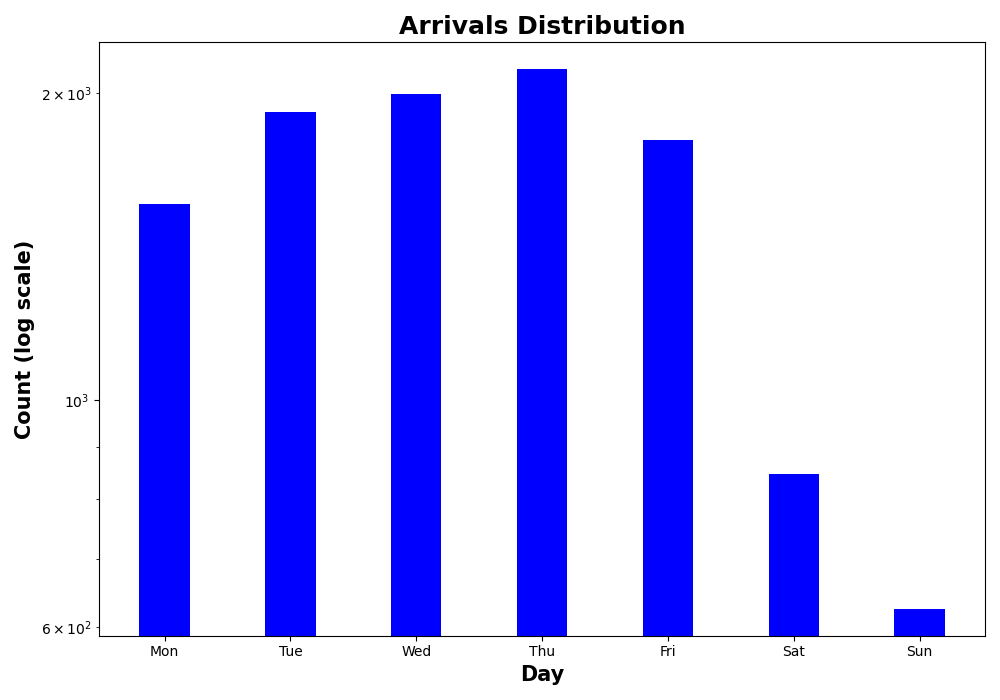 Arrivals Distribution
Count (log scale)
2 × 10³
10³
6 × 10²
Mon Tue Wed Thu Fri Sat Sun
Day